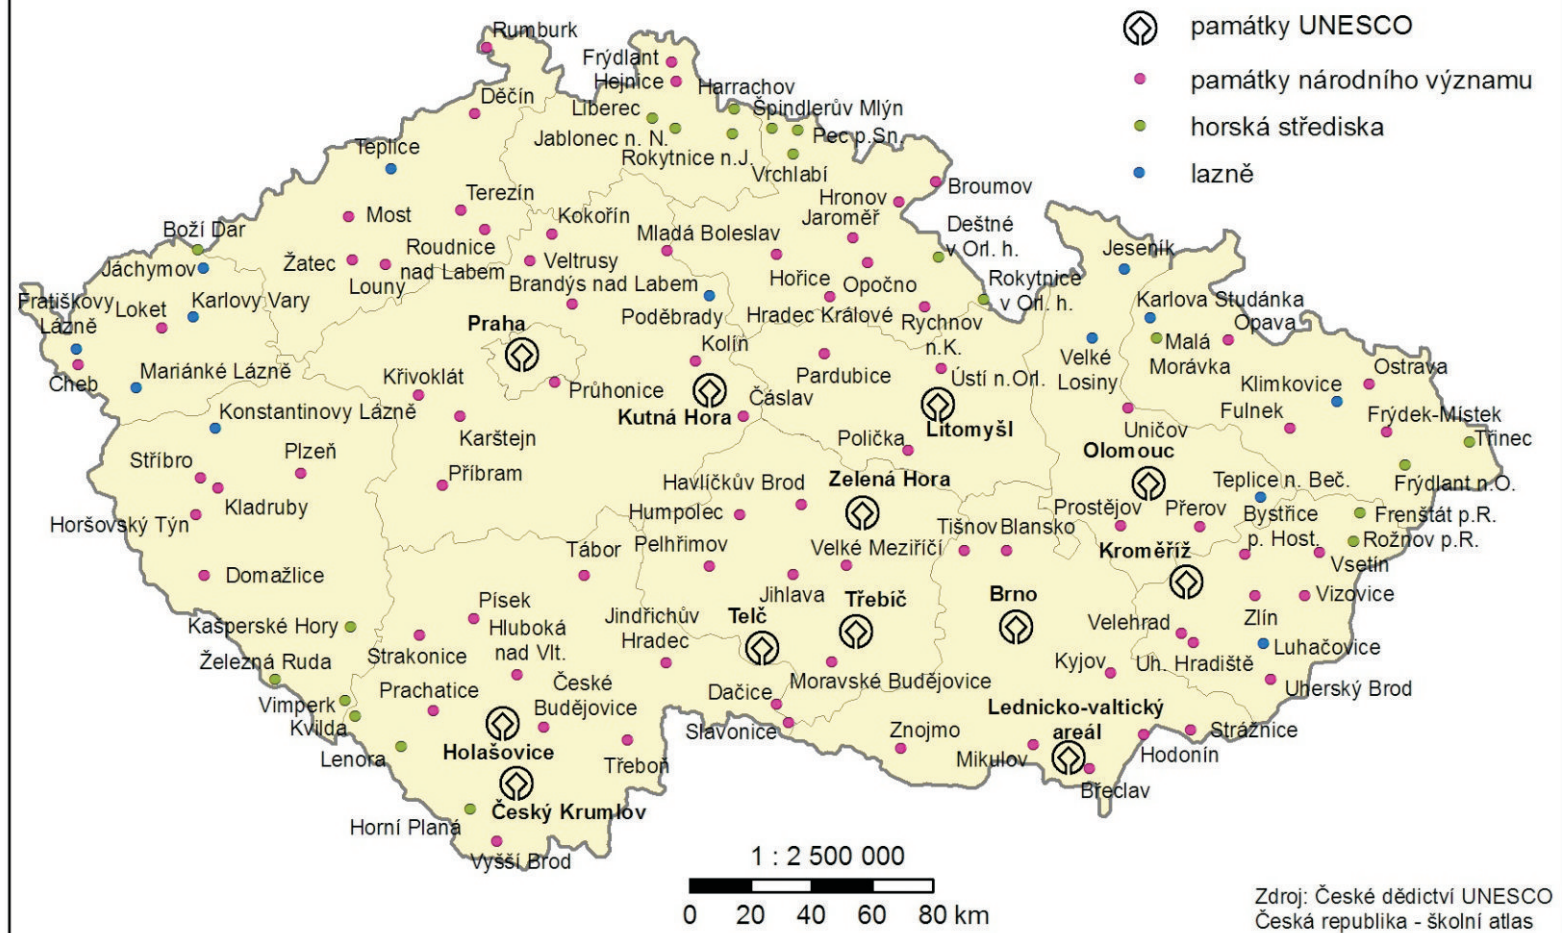 památky UNESCO
památky národního významu
horská střediska
lazně
Rumburk
Frýdlant
Hejnice
Harrachov
Děčín
Liberec
Špindlerův Mlýn
Jablonec n. N.
Pec p.Sn.
Teplice
Rokytnice n.J.
Vrchlabí
Broumov
Terezín
Hronov
Most
Kokořín
Jaroměř
Deštné
v Orl. h.
Boží Dar
Mladá Boleslav
Jeseník
Roudnice
nad Labem
Žatec
Veltrusy
Jáchymov
Louny
Brandýs nad Labem
Hořice
Opočno
Rokytnice
v Orl. h.
Fratiškovy
Lázně
Loket
Karlovy Vary
Karlova Studánka
Poděbrady
Hradec Králové
Rychnov
n.K.
Opava
Praha
Kolín
Malá
Morávka
Velké
Losiny
Cheb
Mariánké Lázně
Křivoklát
Průhonice
Pardubice
Ústí n.Orl.
Ostrava
Klimkovice
Konstantinovy Lázně
Kutná Hora
Čáslav
Litomyšl
Uničov
Fulnek
Frýdek-Místek
Karštejn
Polička
Třinec
Stříbro
Plzeň
Olomouc
Příbram
Havlíčkův Brod
Zelená Hora
Teplice n. Beč.
Frýdlant n.O.
Kladruby
Humpolec
Prostějov
Přerov
Bystřice
p. Host.
Frenštát p.R.
Horšovský Týn
Tišnov
Blansko
Rožnov p.R.
Tábor
Pelhřimov
Velké Meziříčí
Kroměříž
Vsetín
Domažlice
Jihlava
Třebíč
Brno
Vizovice
Písek
Jindřichův
Hradec
Telč
Zlín
Kašperské Hory
Hluboká
nad Vlt.
Velehrad
Strakonice
Luhačovice
Železná Ruda
Kyjov
Uh. Hradiště
Prachatice
České
Budějovice
Moravské Budějovice
Uherský Brod
Dačice
Vimperk
Lednicko-valtický
areál
Kvilda
Slavonice
Znojmo
Strážnice
Holašovice
Mikulov
Hodonín
Lenora
Třeboň
Břeclav
Český Krumlov
Horní Planá
Vyšší Brod
1 : 2 500 000
0 20 40 60 80 km
Zdroj: České dědictví UNESCO
Česká republika - školní atlas